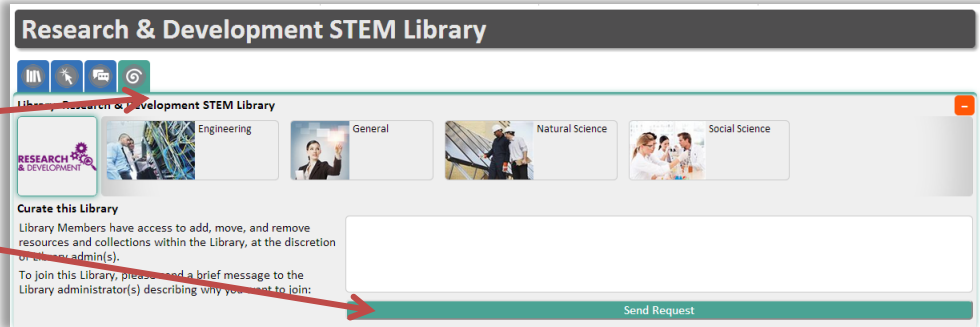 Research & Development STEM Library
Library: Research & Development STEM Library
RESEARCH
& DEVELOPMENT
Engineering
General
Natural Science
Social Science
Curate this Library
Library Members have access to add, move, and remove
resources and collections within the Library, at the discretion
of Library admin(s).
To join this Library, please send a brief message to the
Library administrator(s) describing why you want to join:
Send Request